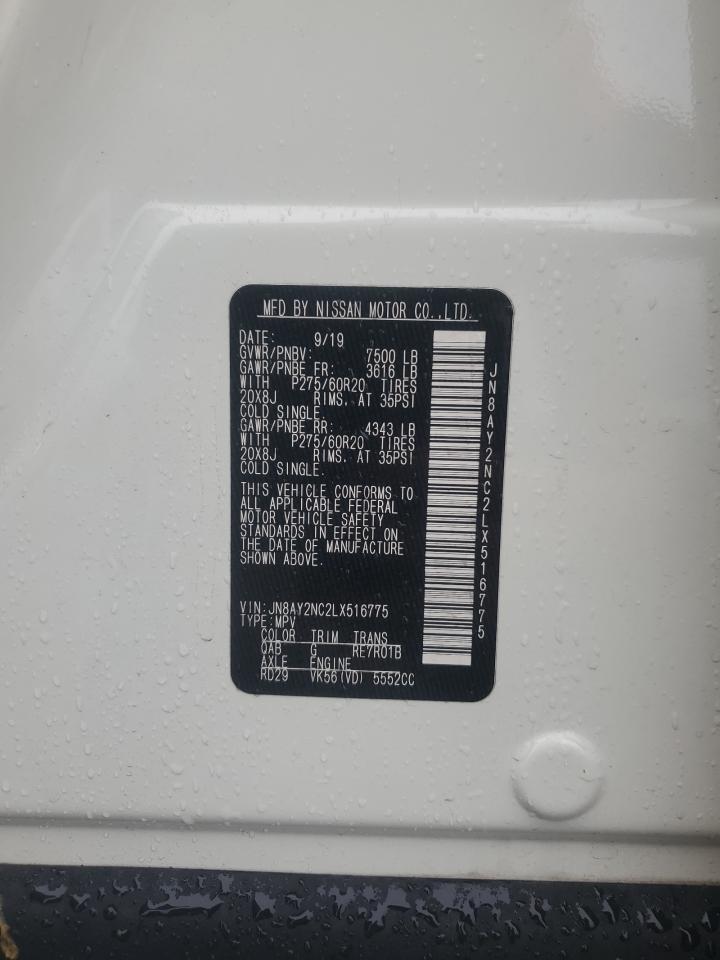 MFD BY NISSAN MOTOR CO.,LTD.
DATE: 9/19
GVWR/PNBV: 7500 LB
GAWR/PNBE FR: 3616 LB
WITH P275/60R20 TIRES
20X8J RIMS. AT 35PSI
COLD SINGLE.
GAWR/PNBE RR: 4343 LB
WITH P275/60R20 TIRES
20X8J RIMS. AT 35PSI
COLD SINGLE.
THIS VEHICLE CONFORMS TO
ALL APPLICABLE FEDERAL
MOTOR VEHICLE SAFETY
STANDARDS IN EFFECT ON
THE DATE OF MANUFACTURE
SHOWN ABOVE.
VIN:JN8AY2NC2LX516775
TYPE:MPV
COLOR TRIM TRANS
QAB G RE7R01B
AXLE ENGINE
RD29 VK56(VD) 5552CC
JN8AY2NC2LX516775